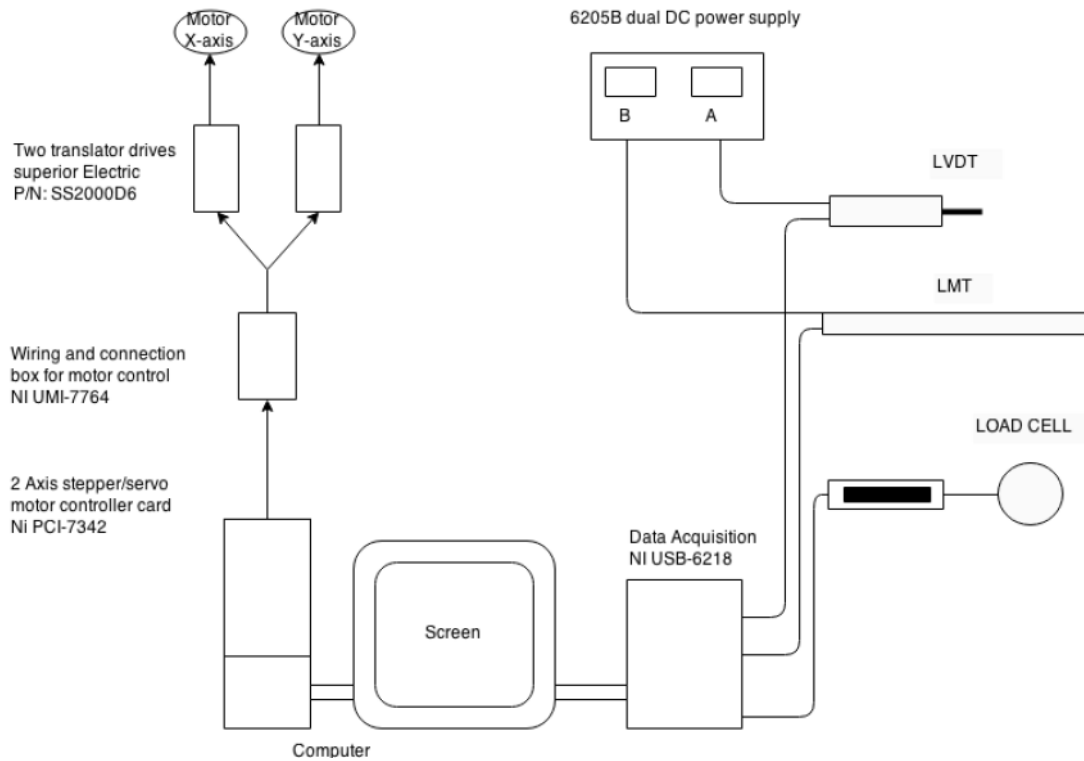 Motor
X-axis
Motor
Y-axis
6205B dual DC power supply
B
A
Two translator drives
superior Electric
P/N: SS2000D6
LVDT
LMT
Wiring and connection
box for motor control
NI UMI-7764
LOAD CELL
2 Axis stepper/servo
motor controller card
Ni PCI-7342
Data Acquisition
NI USB-6218
Screen
Computer